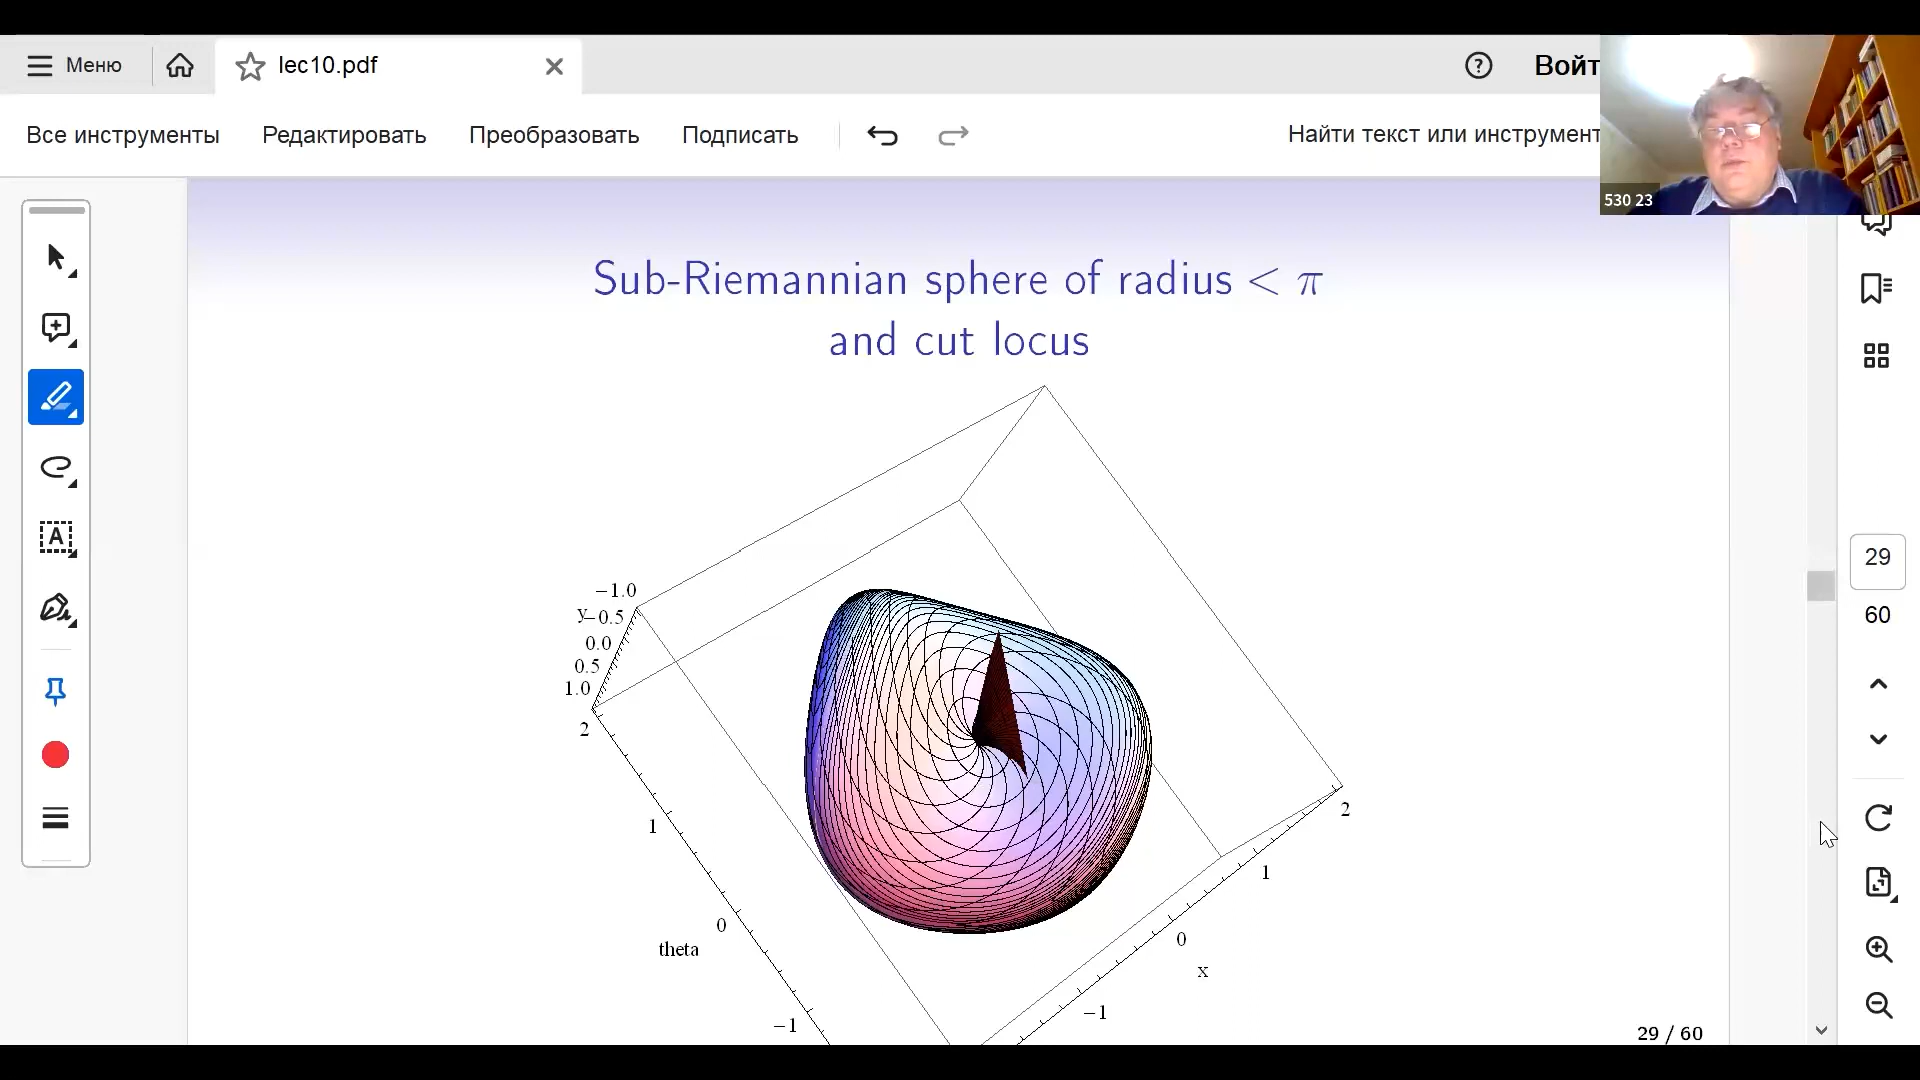 Меню
lec10.pdf
Войт
Все инструменты
Редактировать
Преобразовать
Подписать
Найти текст или инструмент
530 23
Sub-Riemannian sphere of radius < π
and cut locus
−1.0
y
−0.5
0.0
0.5
1.0
2
1
0
theta
−1
2
1
0
x
−1
29
60
A
29 / 60